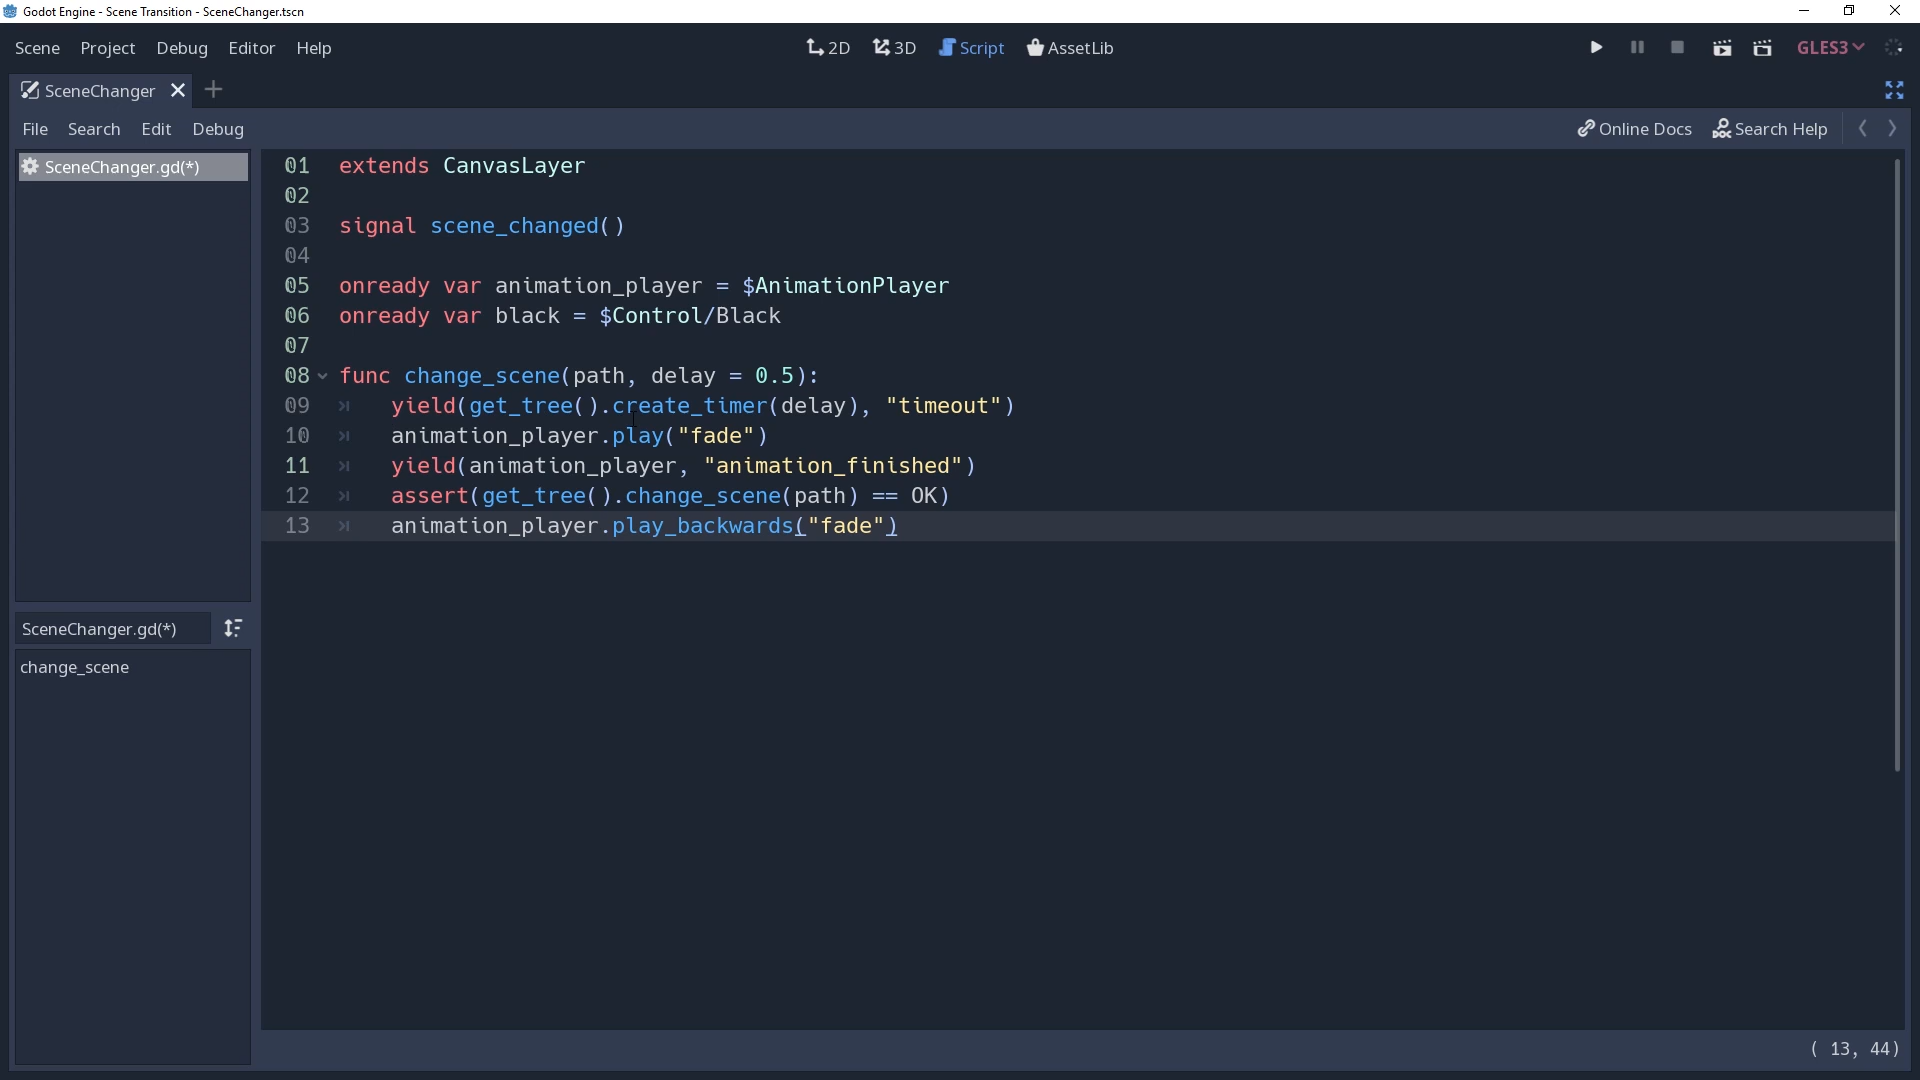 Godot Engine - Scene Transition - SceneChanger.tscn
Scene Project Debug Editor Help 2D 3D Script AssetLib GLES3
SceneChanger
File Search Edit Debug Online Docs Search Help
SceneChanger.gd(*)
01 extends CanvasLayer
02
03 signal scene_changed()
04
05 onready var animation_player = $AnimationPlayer
06 onready var black = $Control/Black
07
08 func change_scene(path, delay = 0.5):
09 yield(get_tree().create_timer(delay), "timeout")
10 animation_player.play("fade")
11 yield(animation_player, "animation_finished")
12 assert(get_tree().change_scene(path) == OK)
13 animation_player.play_backwards("fade")
SceneChanger.gd(*)
change_scene
( 13, 44)